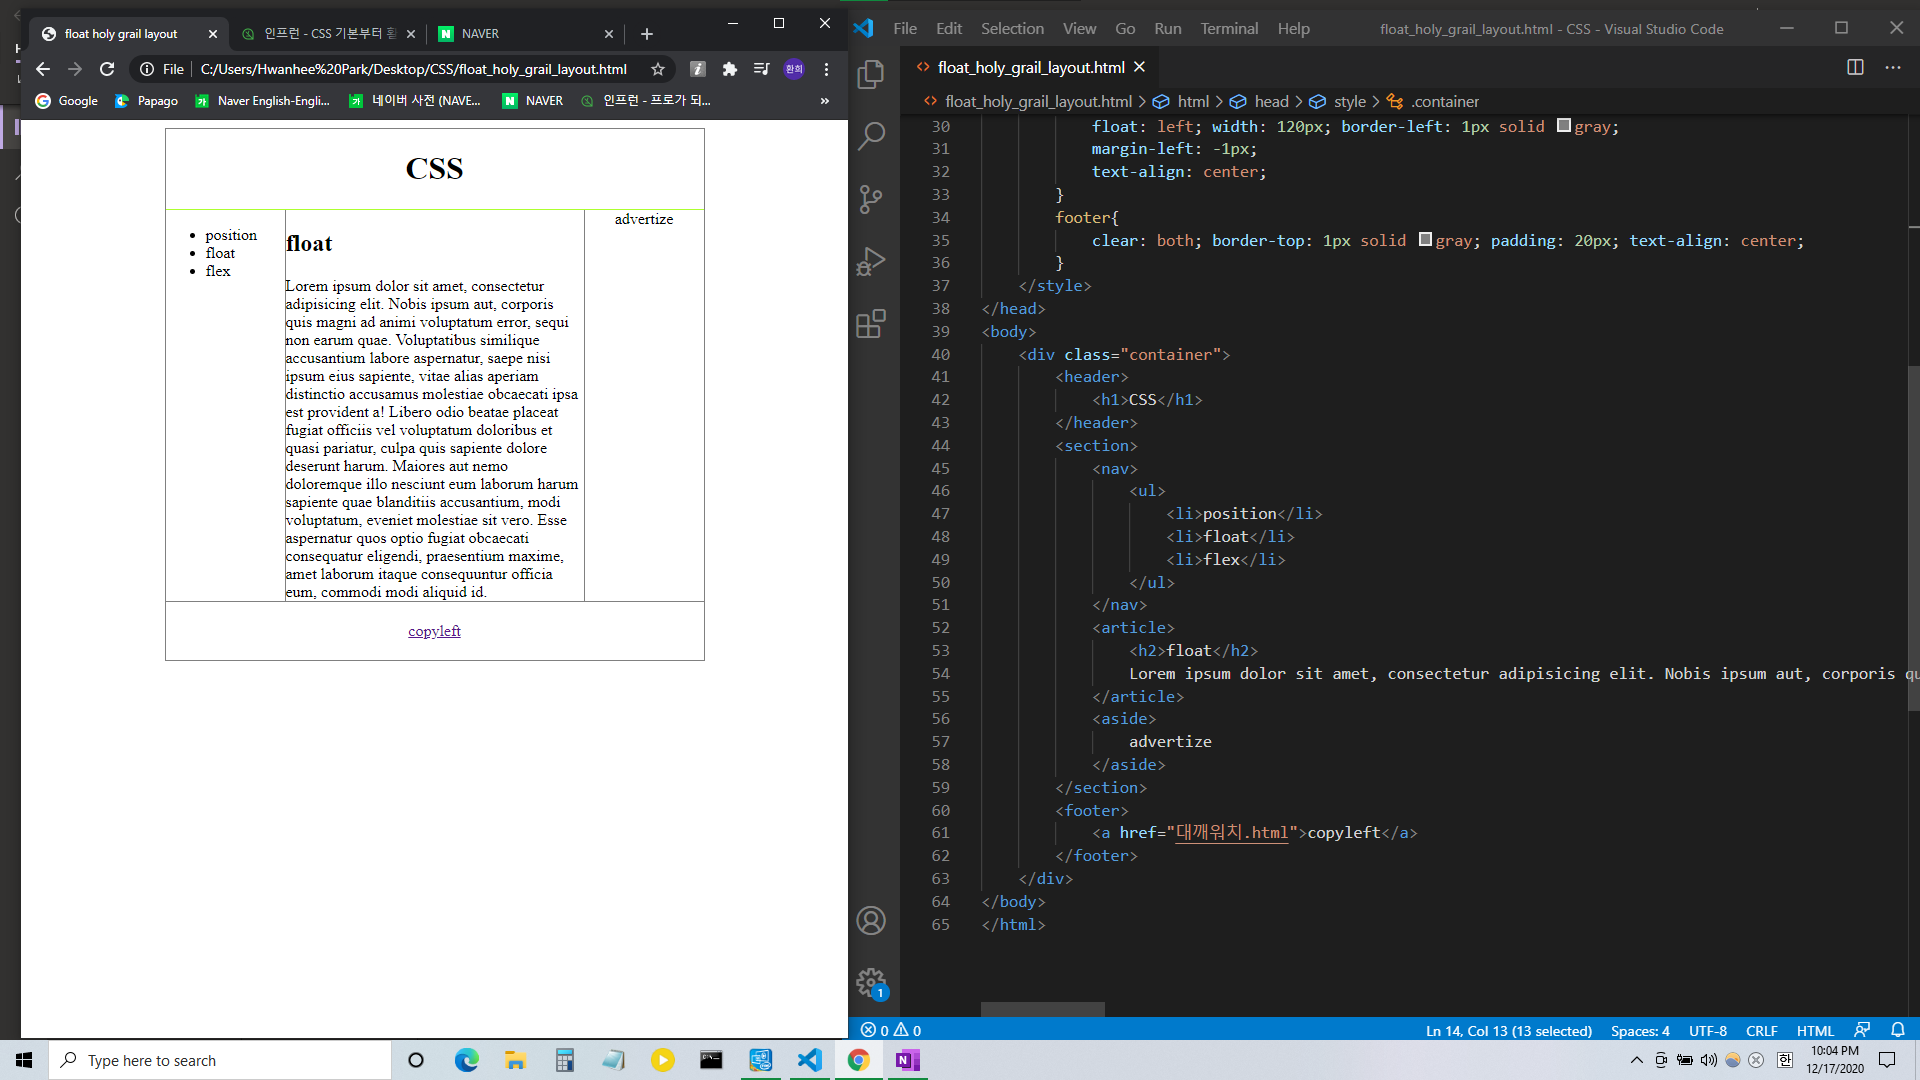 float holy grail layout
인프런 - CSS 기본부터 활
NAVER
File
C:/Users/Hwanhee%20Park/Desktop/CSS/float_holy_grail_layout.html
환희
Google
Papago
Naver English-Engli...
네이버 사전 (NAVE...
NAVER
인프런 - 프로가 되...
»
CSS
position
float
flex
float
Lorem ipsum dolor sit amet, consectetur
adipisicing elit. Nobis ipsum aut, corporis
quis magni ad animi voluptatum error, sequi
non earum quae. Voluptatibus similique
accusantium labore aspernatur, saepe nisi
ipsum eius sapiente, vitae alias aperiam
distinctio accusamus molestiae obcaecati ipsa
est provident a! Libero odio beatae placeat
fugiat officiis vel voluptatum doloribus et
quasi pariatur, culpa quis sapiente dolore
deserunt harum. Maiores aut nemo
doloremque illo nesciunt eum laborum harum
sapiente quae blanditiis accusantium, modi
voluptatum, eveniet molestiae sit vero. Esse
aspernatur quos optio fugiat obcaecati
consequatur eligendi, praesentium maxime,
amet laborum itaque consequuntur officia
eum, commodi modi aliquid id.
advertize
copyleft
File Edit Selection View Go Run Terminal Help
float_holy_grail_layout.html - CSS - Visual Studio Code
float_holy_grail_layout.html
float_holy_grail_layout.html > html > head > style > .container
30 float: left; width: 120px; border-left: 1px solid gray;
31 margin-left: -1px;
32 text-align: center;
33 }
34 footer{
35 clear: both; border-top: 1px solid gray; padding: 20px; text-align: center;
36 }
37 </style>
38 </head>
39 <body>
40 <div class="container">
41 <header>
42 <h1>CSS</h1>
43 </header>
44 <section>
45 <nav>
46 <ul>
47 <li>position</li>
48 <li>float</li>
49 <li>flex</li>
50 </ul>
51 </nav>
52 <article>
53 <h2>float</h2>
54 Lorem ipsum dolor sit amet, consectetur adipisicing elit. Nobis ipsum aut, corporis qu
55 </article>
56 <aside>
57 advertize
58 </aside>
59 </section>
60 <footer>
61 <a href="대깨워치.html">copyleft</a>
62 </footer>
63 </div>
64 </body>
65 </html>
1
0 0
Ln 14, Col 13 (13 selected) Spaces: 4 UTF-8 CRLF HTML
Type here to search
한
10:04 PM
12/17/2020